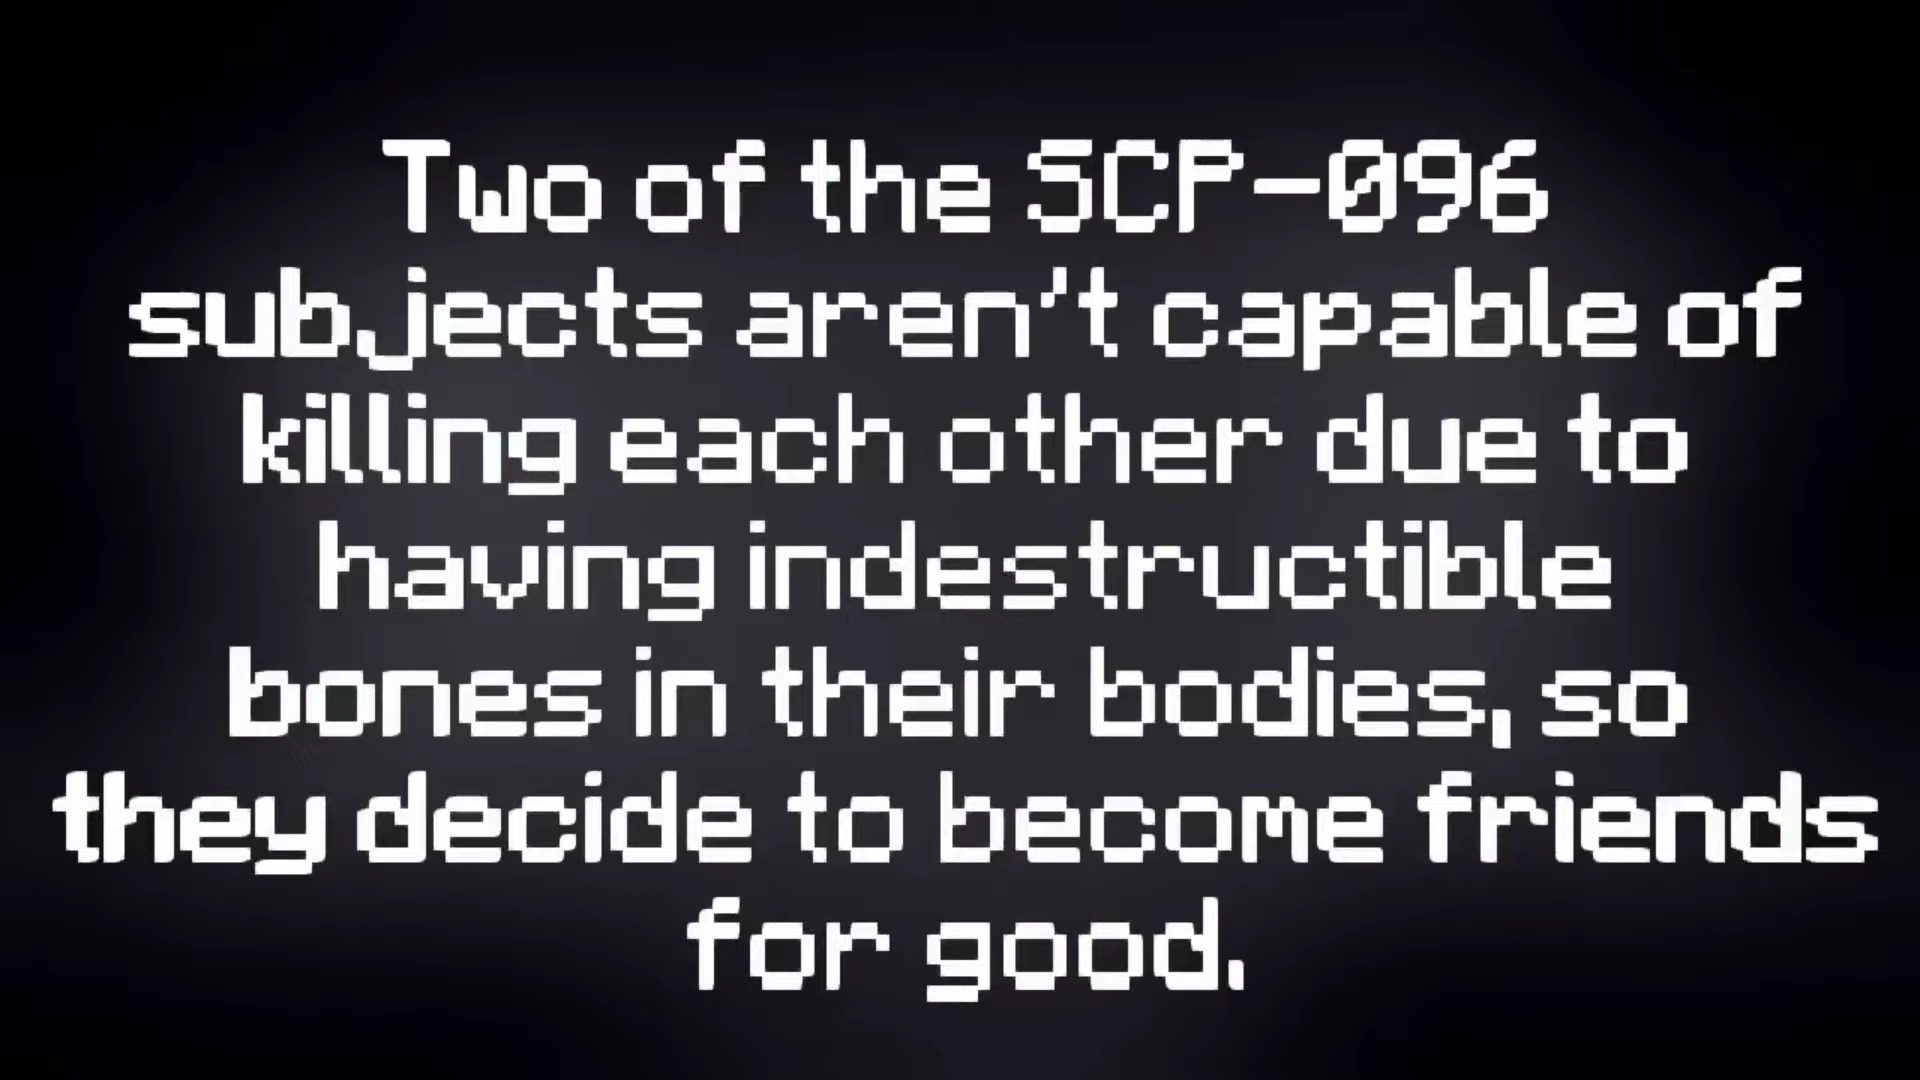 Two of the SCP-096
subjects aren't capable of
killing each other due to
having indestructible
bones in their bodies, so
they decide to become friends
for good.